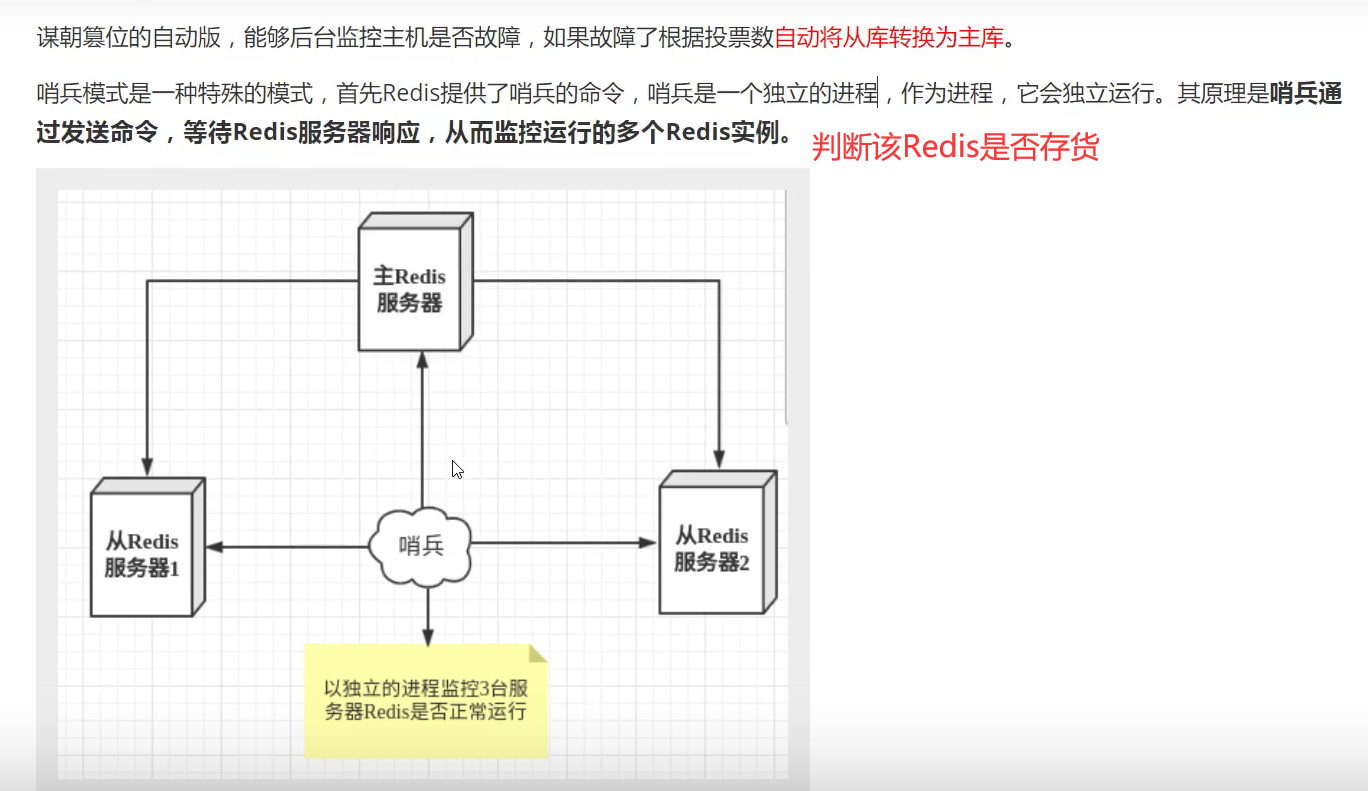 谋朝篡位的自动版，能够后台监控主机是否故障，如果故障了根据投票数自动将从库转换为主库。
哨兵模式是一种特殊的模式，首先Redis提供了哨兵的命令，哨兵是一个独立的进程，作为进程，它会独立运行。其原理是哨兵通
过发送命令，等待Redis服务器响应，从而监控运行的多个Redis实例。
判断该Redis是否存货
主Redis
服务器
从Redis
服务器1
哨兵
从Redis
服务器2
以独立的进程监控3台服
务器Redis是否正常运行